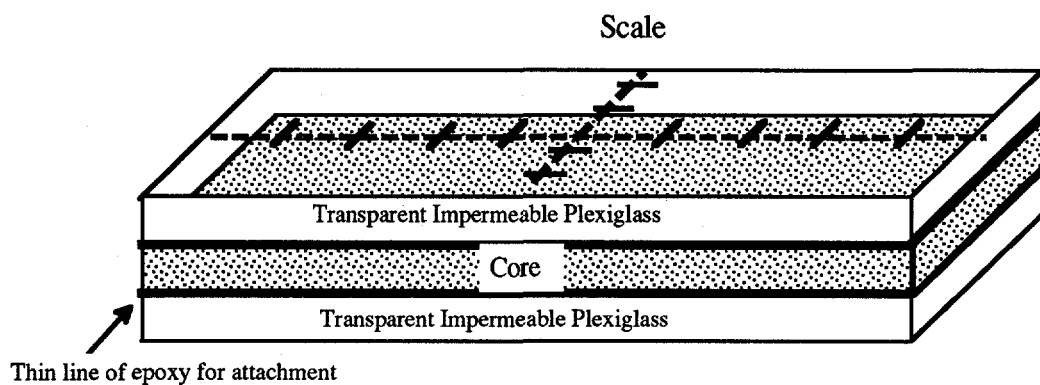 Scale
Transparent Impermeable Plexiglass
Core
Transparent Impermeable Plexiglass
Thin line of epoxy for attachment